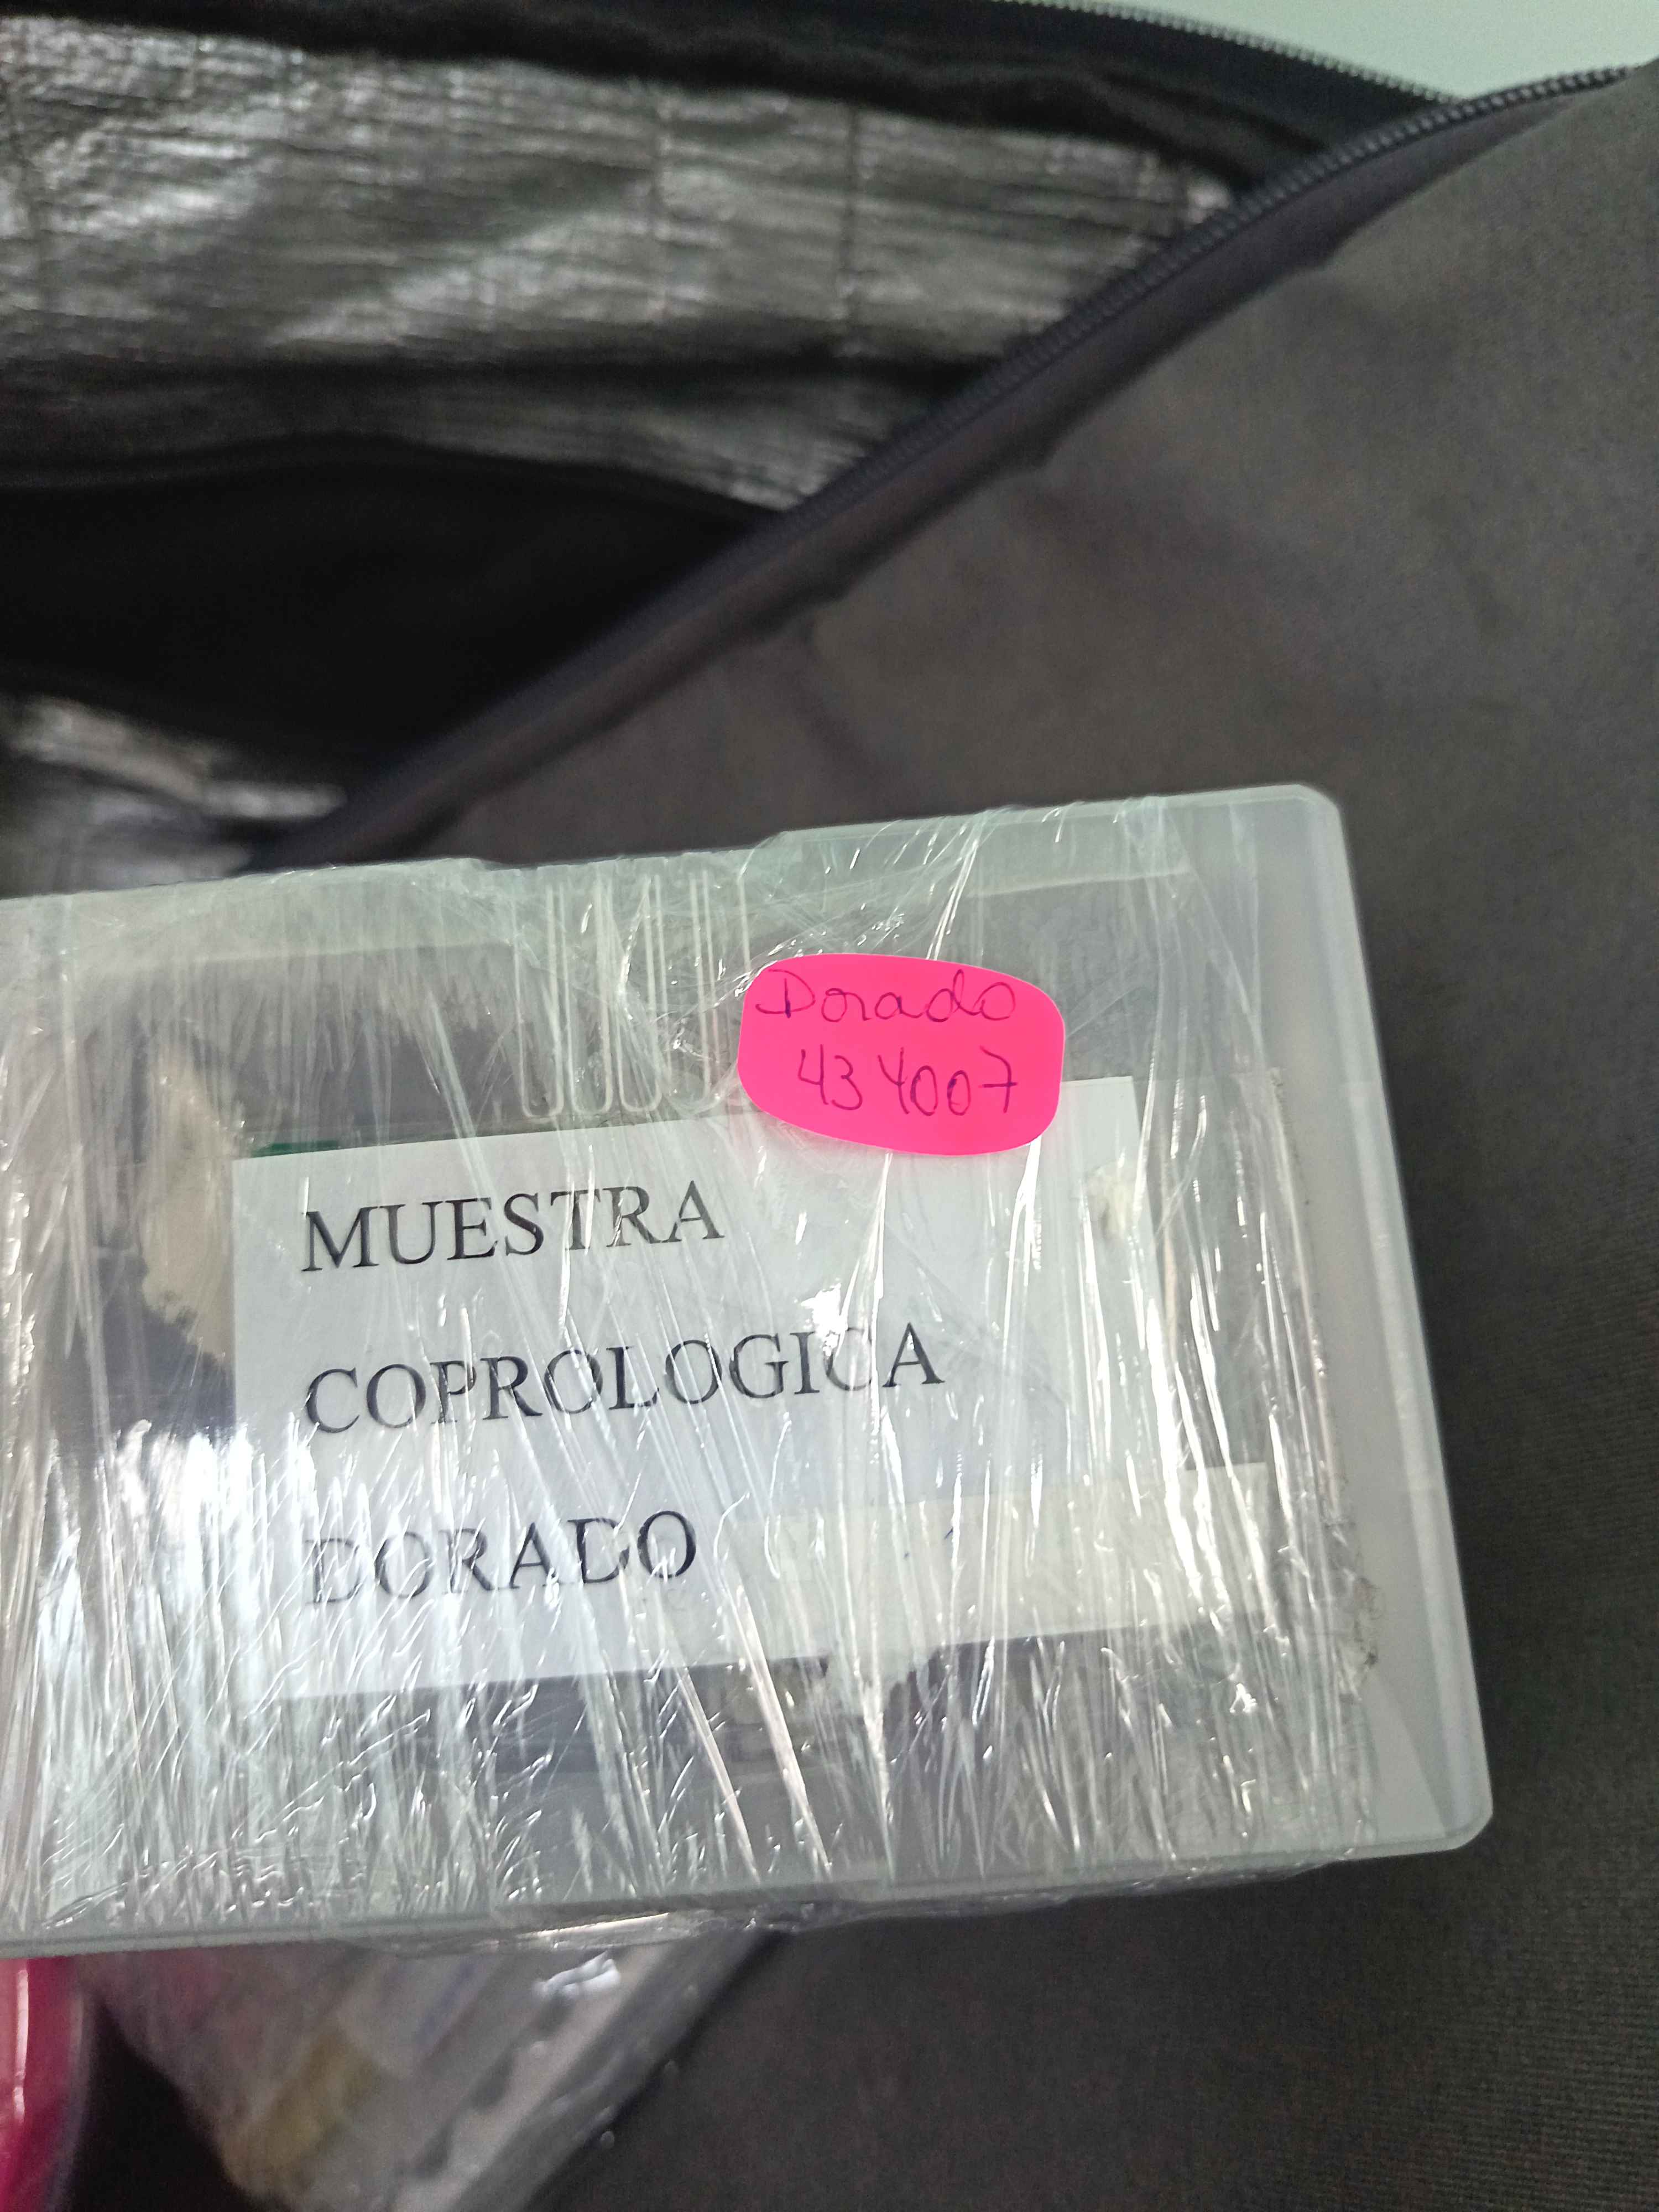 Dorado
434007
MUESTRA
COPROLOGICA
DORADO